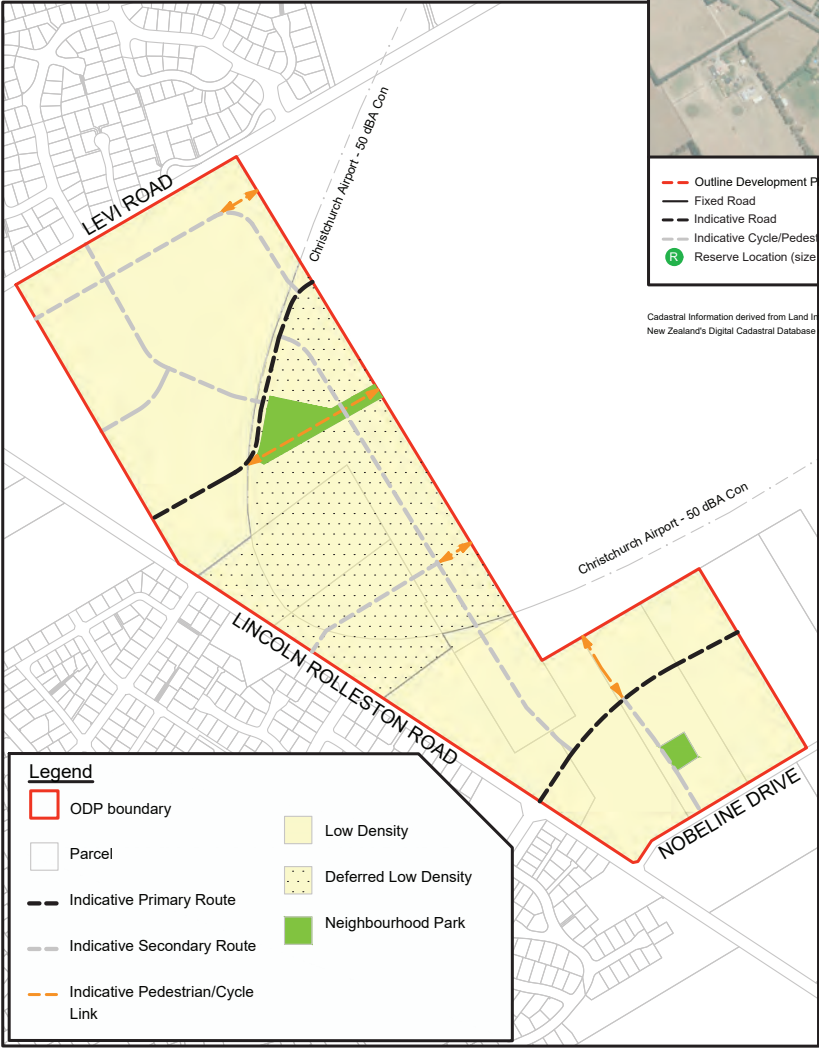 Christchurch Airport - 50 dBA Con
LEVI ROAD
Outline Development P
Fixed Road
Indicative Road
Indicative Cycle/Pedest
R Reserve Location (size
Cadastral Information derived from Land In
New Zealand's Digital Cadastral Database
Christchurch Airport - 50 dBA Con
LINCOLN ROLLESTON ROAD
NOBELINE DRIVE
Legend
ODP boundary
Parcel
Indicative Primary Route
Indicative Secondary Route
Indicative Pedestrian/Cycle
Link
Low Density
Deferred Low Density
Neighbourhood Park